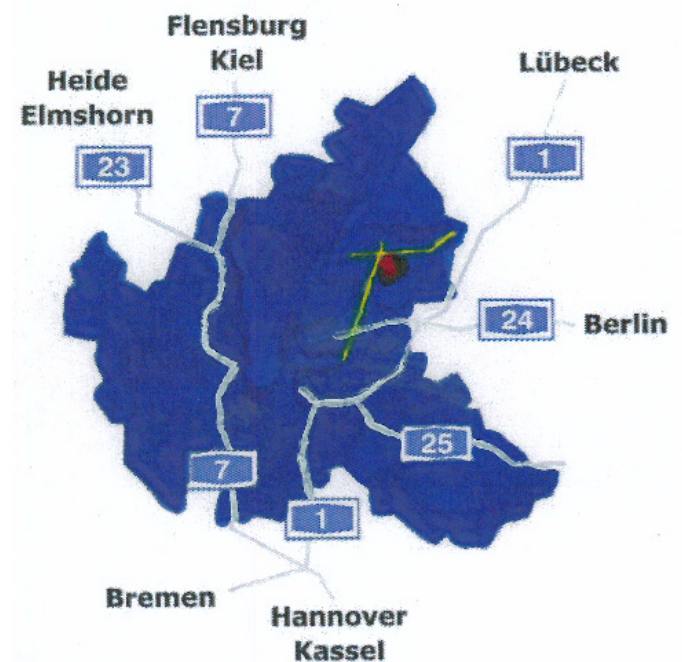 Flensburg
Kiel
Lübeck
Heide
Elmshorn
7
1
23
24
Berlin
25
7
1
Bremen
Hannover
Kassel